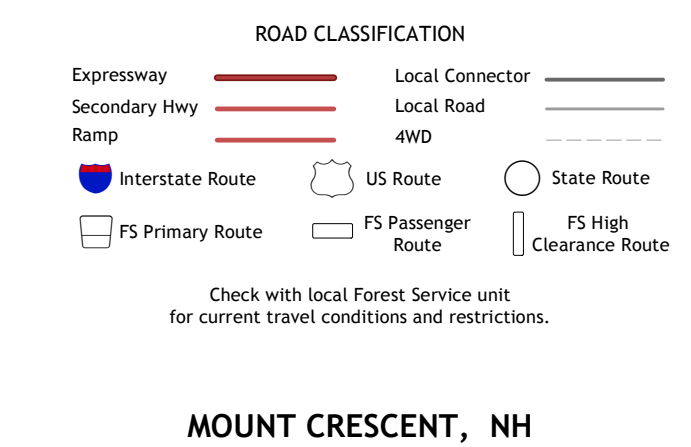 ROAD CLASSIFICATION
Expressway
Local Connector
Secondary Hwy
Local Road
Ramp
4WD
Interstate Route
US Route
State Route
FS Primary Route
FS Passenger
Route
FS High
Clearance Route
Check with local Forest Service unit
for current travel conditions and restrictions.
MOUNT CRESCENT, NH